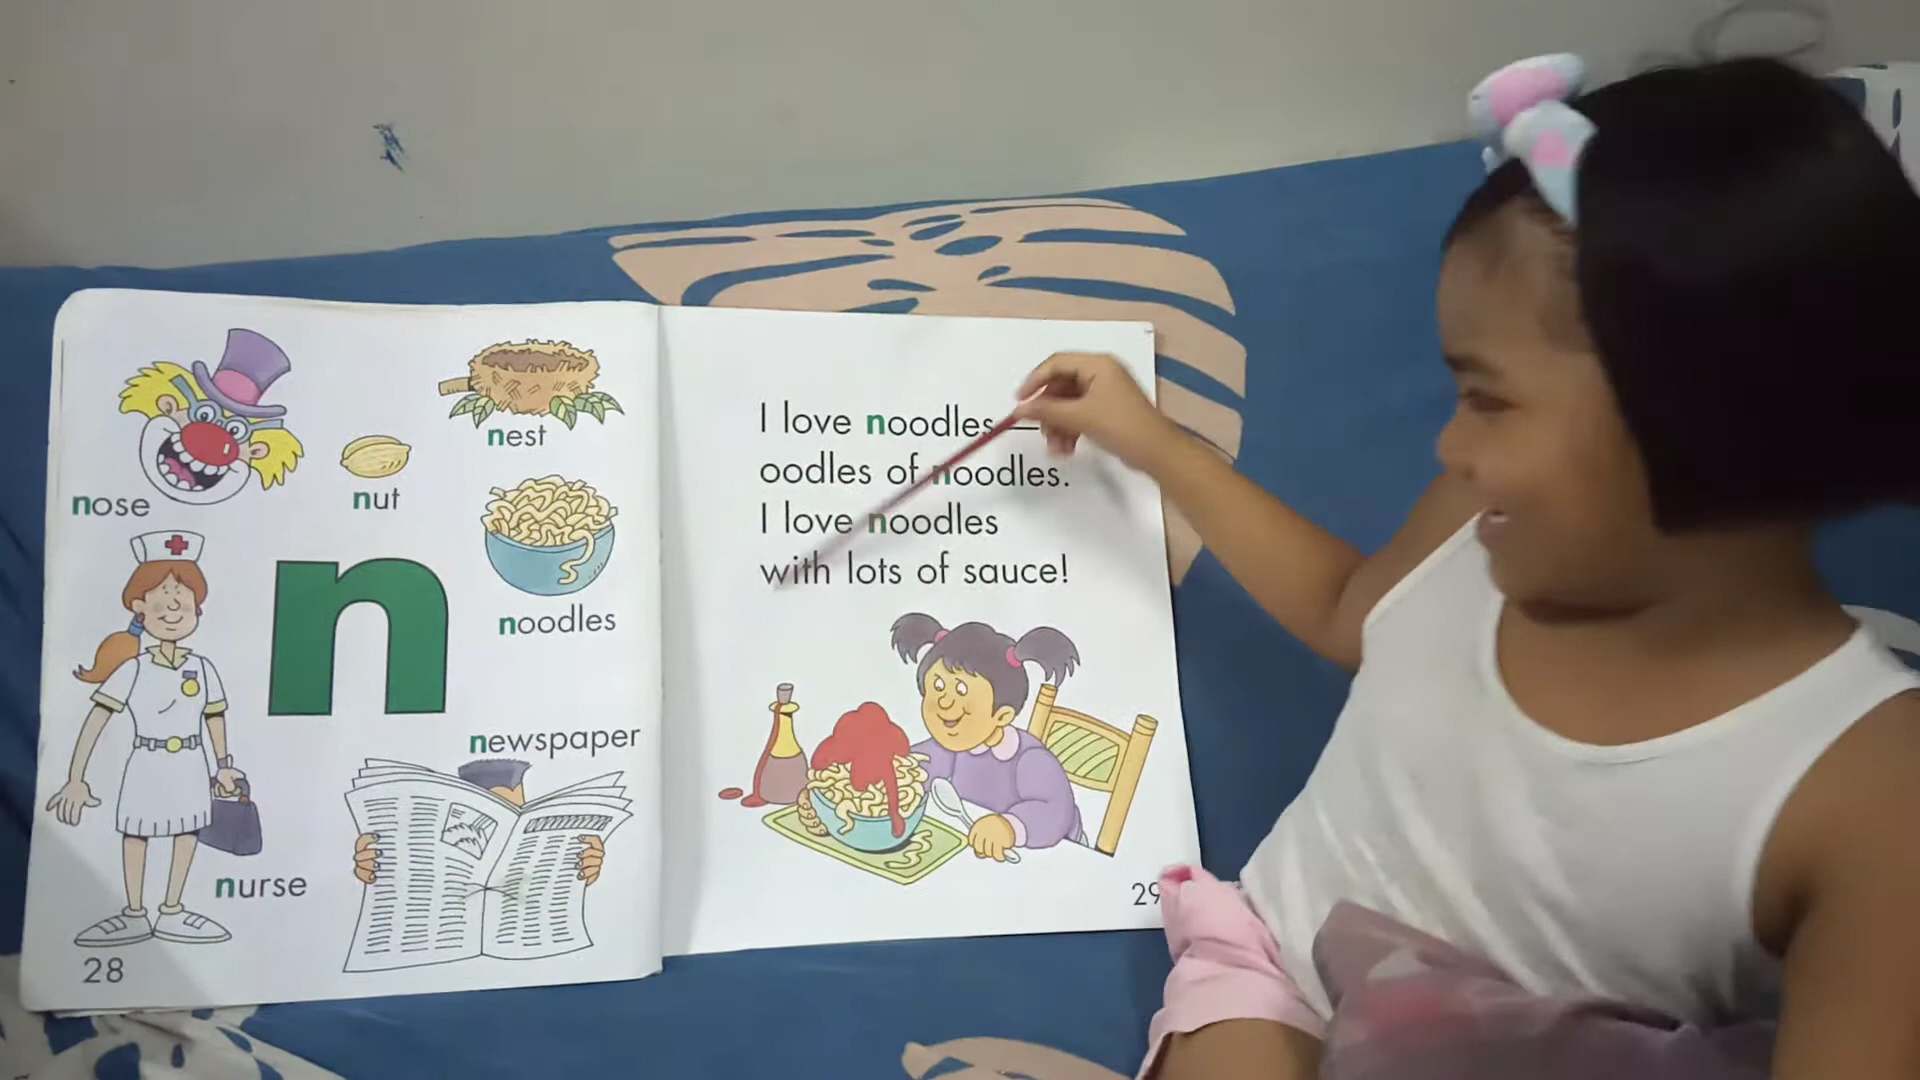 nose
nut
nest
noodles
n
newspaper
nurse
28
I love noodles—
oodles of noodles.
I love noodles
with lots of sauce!
29